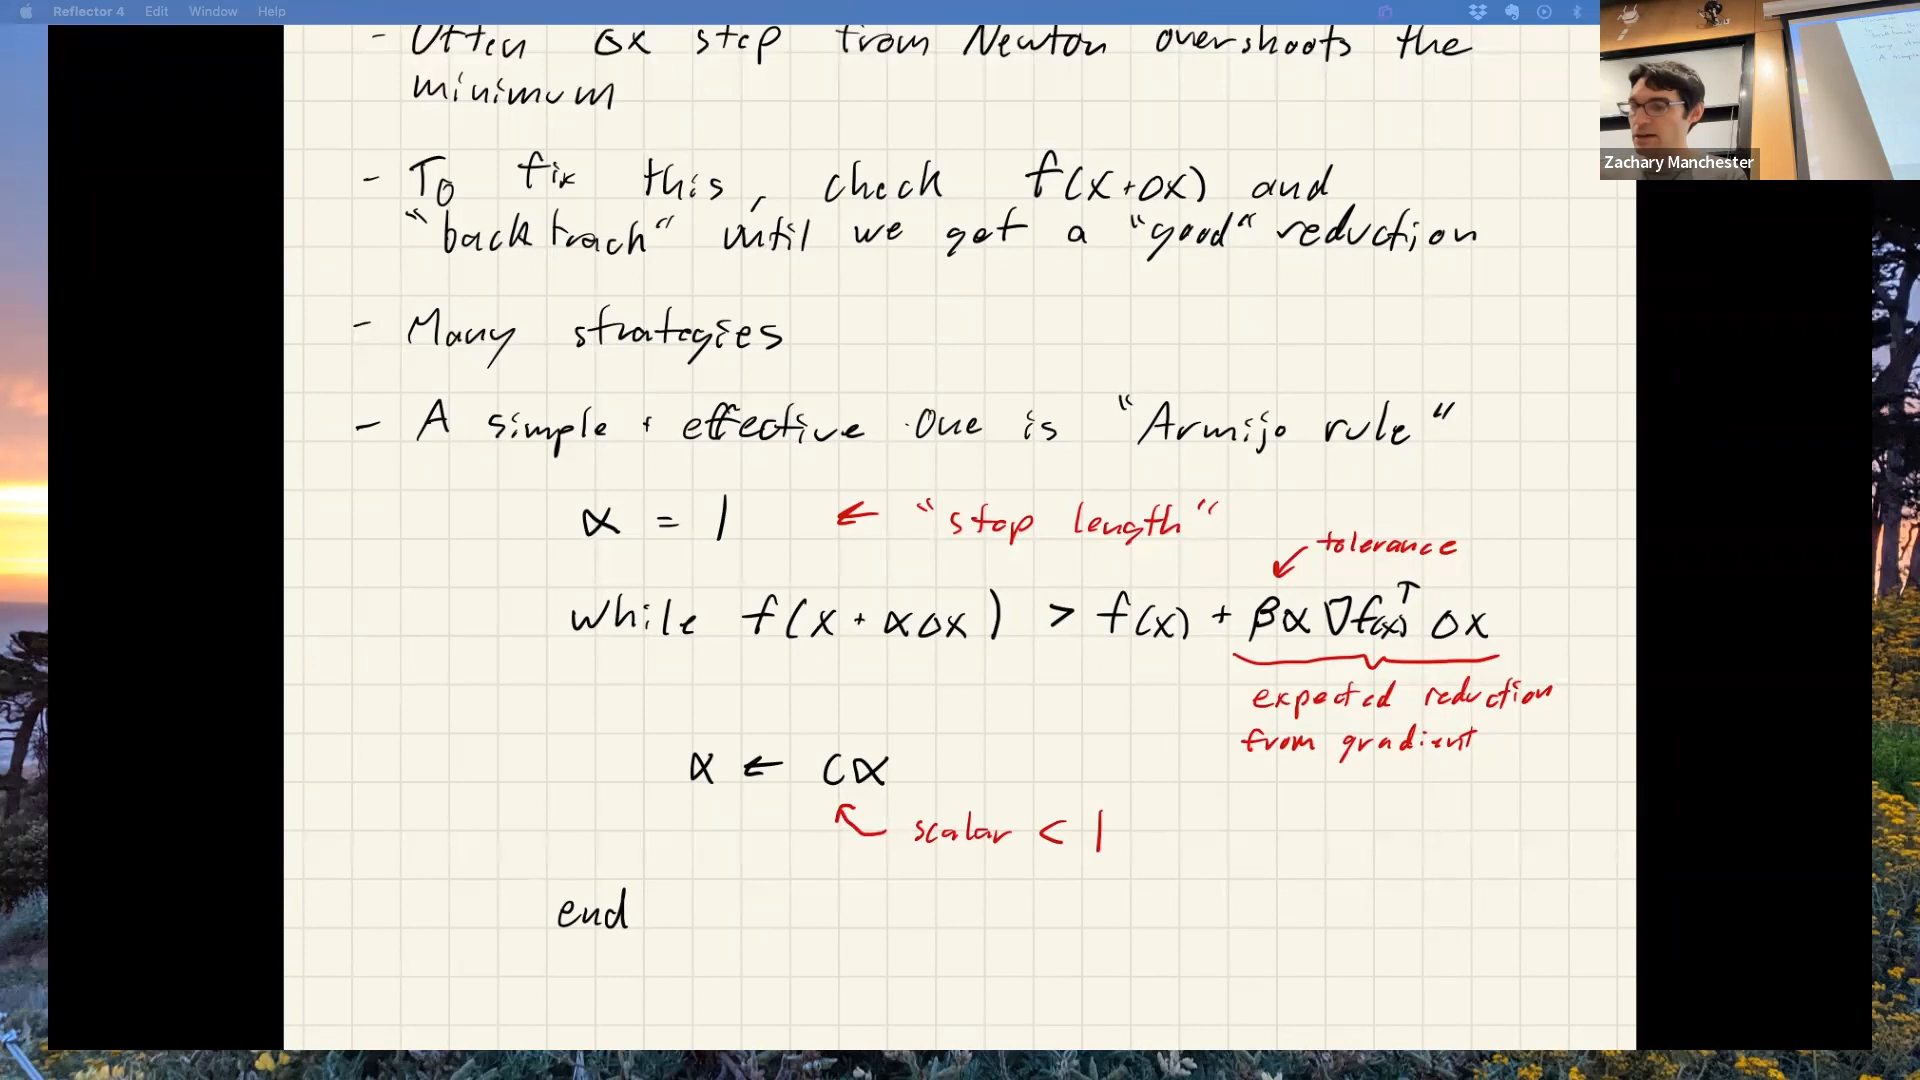 Reflector 4 Edit Window Help
- Often Δx step from Newton overshoots the
minimum
- To fix this, check f(x+Δx) and
"backtrack" until we get a "good" reduction
- Many strategies
- A simple + effective one is "Armijo rule"
α = 1 ← "step length"
tolerance
while f(x + αΔx) > f(x) + βα∇f(x)ᵀ Δx
expected reduction
from gradient
α ← cα
scalar < 1
end
Zachary Manchester